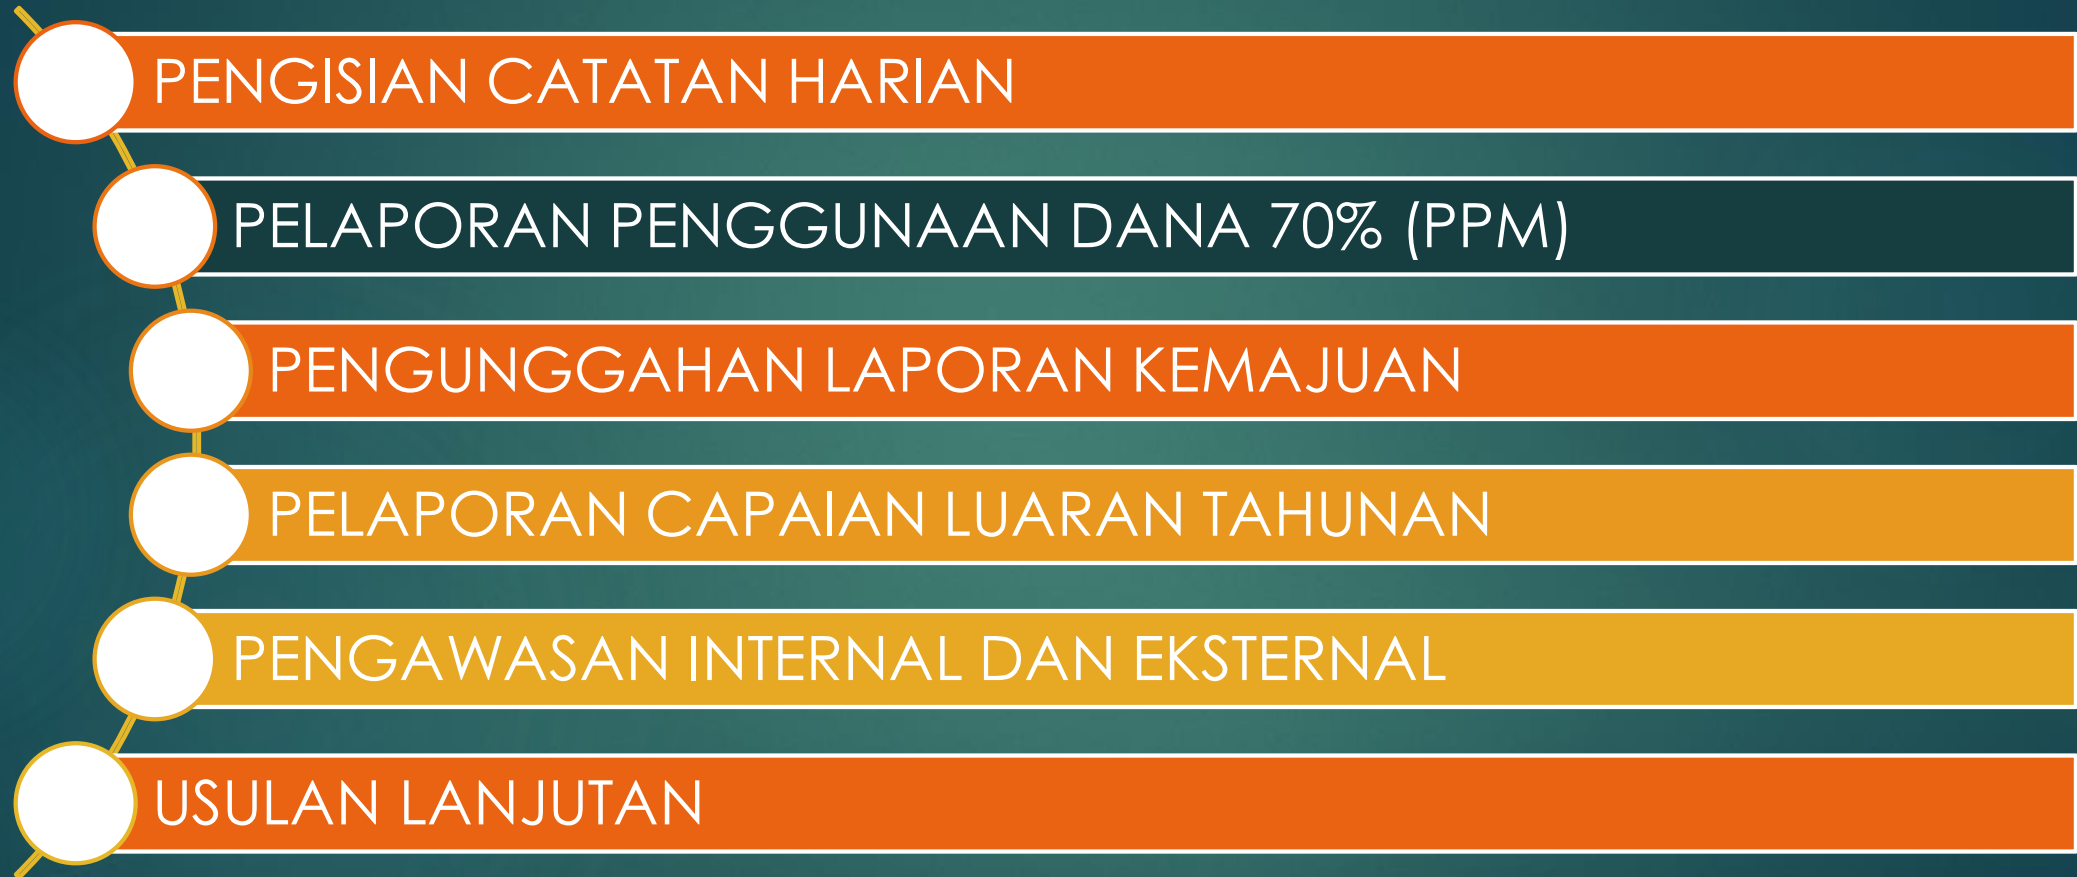 PENGISIAN CATATAN HARIAN
PELAPORAN PENGGUNAAN DANA 70% (PPM)
PENGUNGGAHAN LAPORAN KEMAJUAN
PELAPORAN CAPAIAN LUARAN TAHUNAN
PENGAWASAN INTERNAL DAN EKSTERNAL
USULAN LANJUTAN